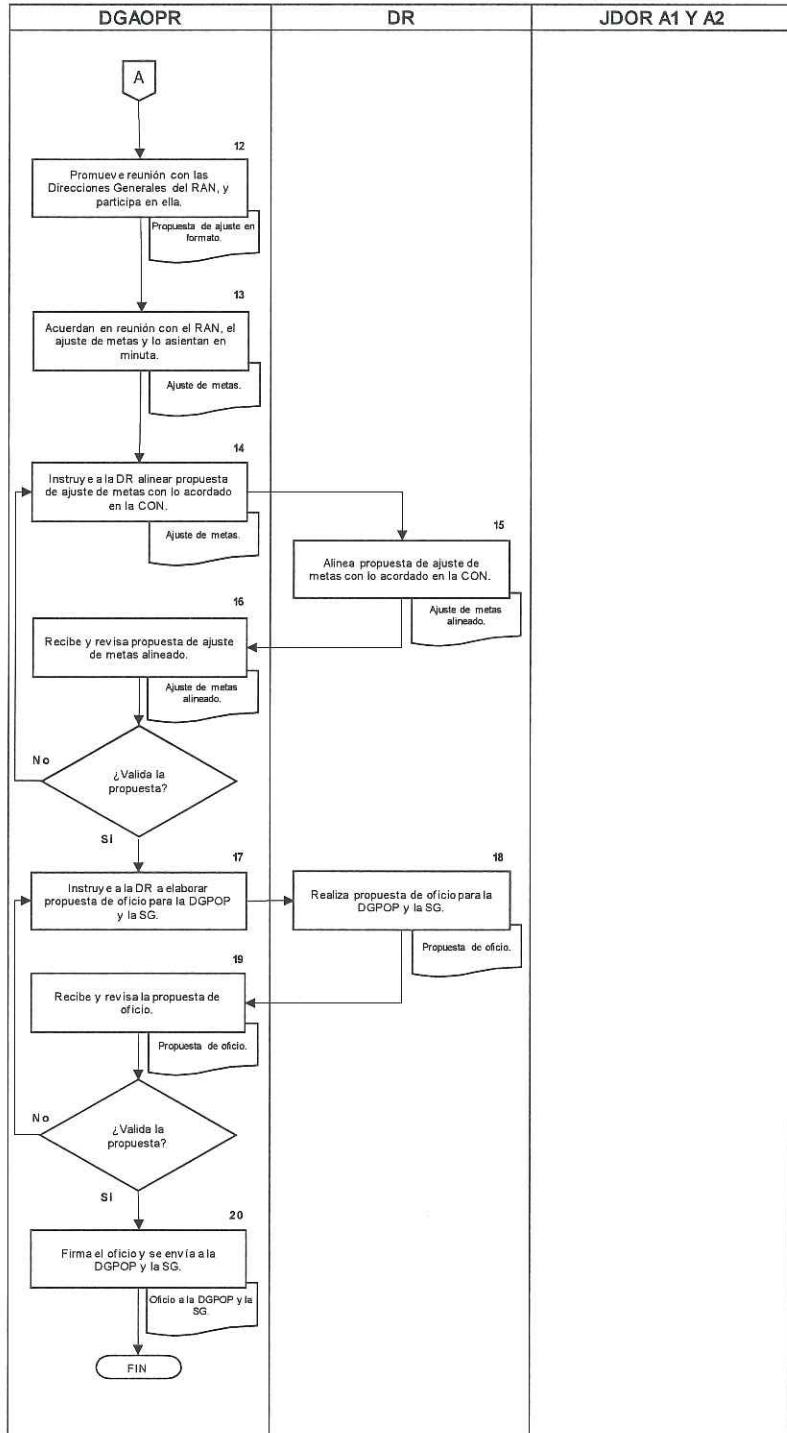 DGAOPR
DR
JDOR A1 Y A2
A
12
Promueve reunión con las
Direcciones Generales del RAN, y
participa en ella.
Propuesta de ajuste en
formato.
13
Acuerdan en reunión con el RAN, el
ajuste de metas y lo asientan en
minuta.
Ajuste de metas.
14
Instruye a la DR alinear propuesta
de ajuste de metas con lo acordado
en la CON.
Ajuste de metas.
15
Alinea propuesta de ajuste de
metas con lo acordado en la CON.
Ajuste de metas
alineado.
16
Recibe y revisa propuesta de ajuste
de metas alineado.
Ajuste de metas
alineado.
No
¿Valida la
propuesta?
Si
17
Instruye a la DR a elaborar
propuesta de oficio para la DGPOP
y la SG.
18
Realiza propuesta de oficio para la
DGPOP y la SG.
Propuesta de oficio.
19
Recibe y revisa la propuesta de
oficio.
Propuesta de oficio.
No
¿Valida la
propuesta?
Si
20
Firma el oficio y se envía a la
DGPOP y la SG.
Oficio a la DGPOP y la
SG.
FIN